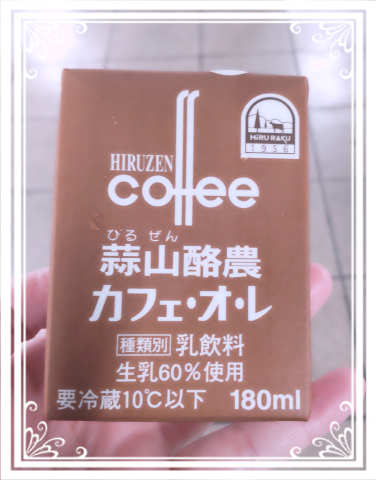 HIRUZEN
coffee
HiRU RAKU
1956
ひるぜん
蒜山酪農
カフェ・オ・レ
種類別 乳飲料
生乳60%使用
要冷蔵10℃以下 180ml